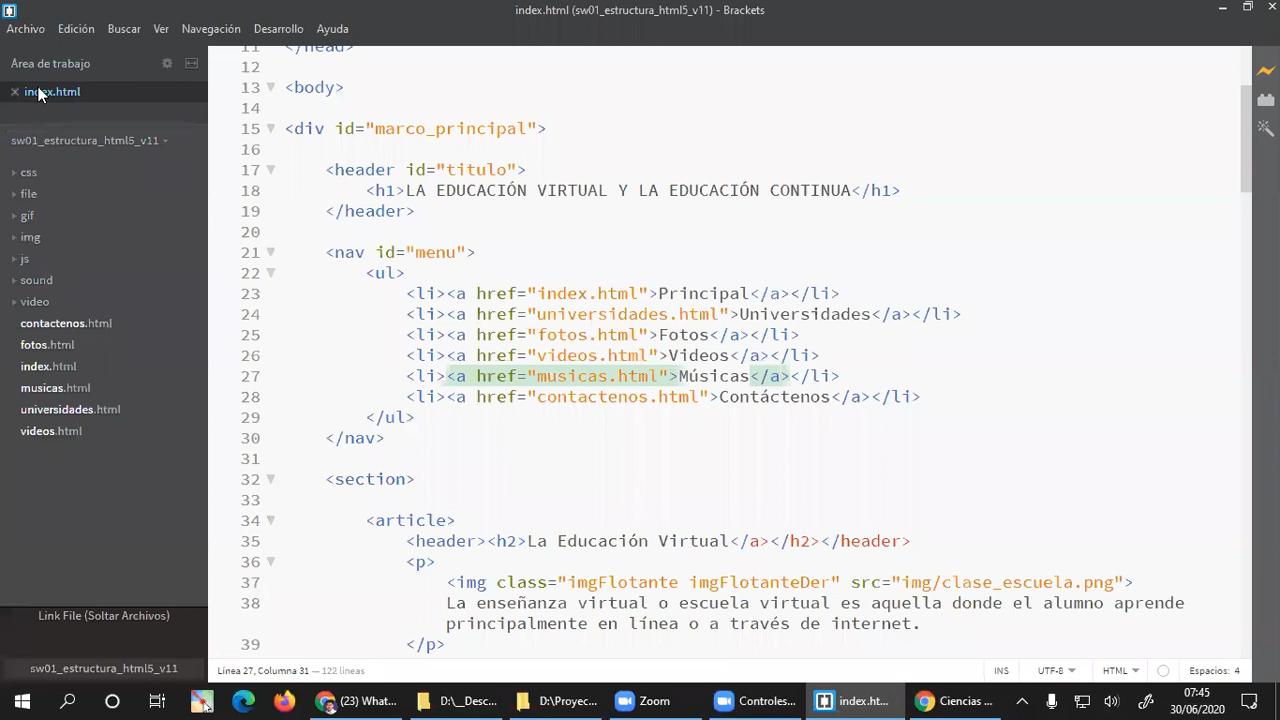 index.html (sw01_estructura_html5_v11) - Brackets
Archivo Edición Buscar Ver Navegación Desarrollo Ayuda
Área de trabajo
index.html
sw01_estructura_html5_v11
css
file
gif
img
js
sound
video
contactenos.html
fotos.html
index.html
musicas.html
universidades.html
videos.html
Link File (Soltar Archivos)
sw01_estructura_html5_v11
11 </head>
12
13 <body>
14
15 <div id="marco_principal">
16
17 <header id="titulo">
18 <h1>LA EDUCACIÓN VIRTUAL Y LA EDUCACIÓN CONTINUA</h1>
19 </header>
20
21 <nav id="menu">
22 <ul>
23 <li><a href="index.html">Principal</a></li>
24 <li><a href="universidades.html">Universidades</a></li>
25 <li><a href="fotos.html">Fotos</a></li>
26 <li><a href="videos.html">Videos</a></li>
27 <li><a href="musicas.html">Músicas</a></li>
28 <li><a href="contactenos.html">Contáctenos</a></li>
29 </ul>
30 </nav>
31
32 <section>
33
34 <article>
35 <header><h2>La Educación Virtual</a></h2></header>
36 <p>
37 <img class="imgFlotante imgFlotanteDer" src="img/clase_escuela.png">
38 La enseñanza virtual o escuela virtual es aquella donde el alumno aprende
principalmente en línea o a través de internet.
39 </p>
Línea 27, Columna 31 — 122 líneas
INS UTF-8 HTML Espacios: 4
(23) What... D:\__Desc... D:\Proyec... Zoom Controles... index.ht... Ciencias ...
07:45
30/06/2020